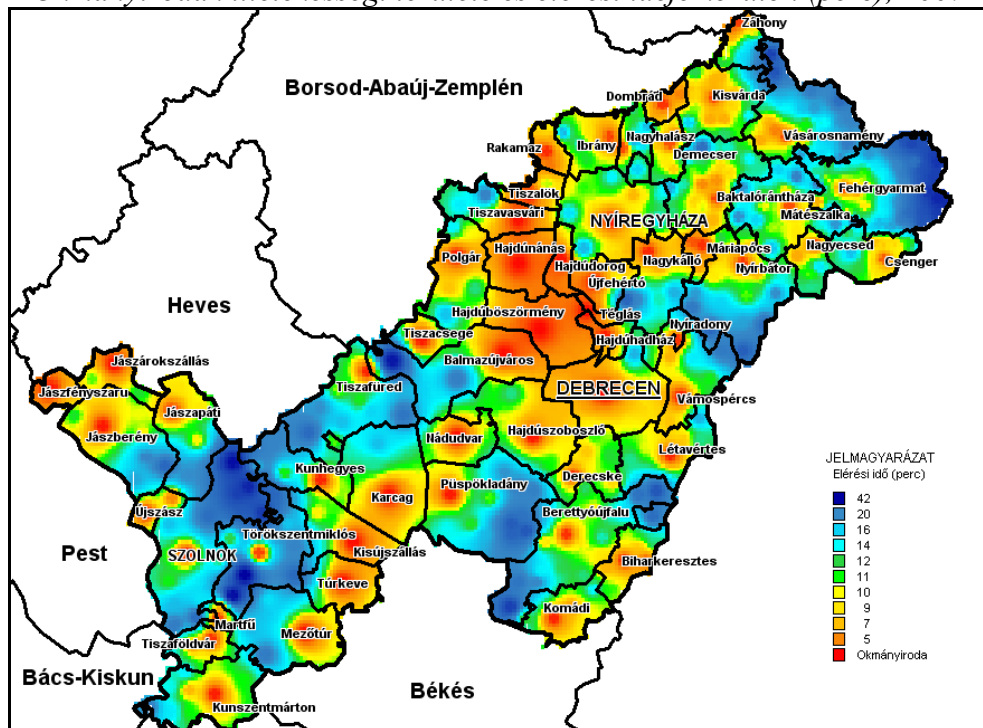 Záhony
Borsod-Abaúj-Zemplén
Dombrád
Kisvárda
Nagyhalász
Vásárosnamény
Rakamaz
Ibrány
Demecser
Tiszalök
Baktalórántháza
Fehérgyarmat
Tiszavasvári
NYÍREGYHÁZA
Mátészalka
Polgár
Hajdúnánás
Máriapócs
Nagyecsed
Hajdúdorog
Nagykálló
Nyírbátor
Csenger
Újfehértó
Heves
Hajdúböszörmény
Téglás
Nyíradony
Tiszacsege
Hajdúhadház
Jászárokszállás
Balmazújváros
Jászfényszaru
Tiszafüred
DEBRECEN
Vámospércs
Jászapáti
Jászberény
Nádudvar
Hajdúszoboszló
Létavértes
JELMAGYARÁZAT
Elérési idő (perc)
Kunhegyes
Derecske
Karcag
Püspökladány
42
Újszász
Berettyóújfalu
20
Törökszentmiklós
16
Pest
SZOLNOK
Kisújszállás
14
Biharkeresztes
12
Túrkeve
11
Komádi
10
Martfű
9
Tiszaföldvár
Mezőtúr
7
5
Bács-Kiskun
Békés
Okmányiroda
Kunszentmárton